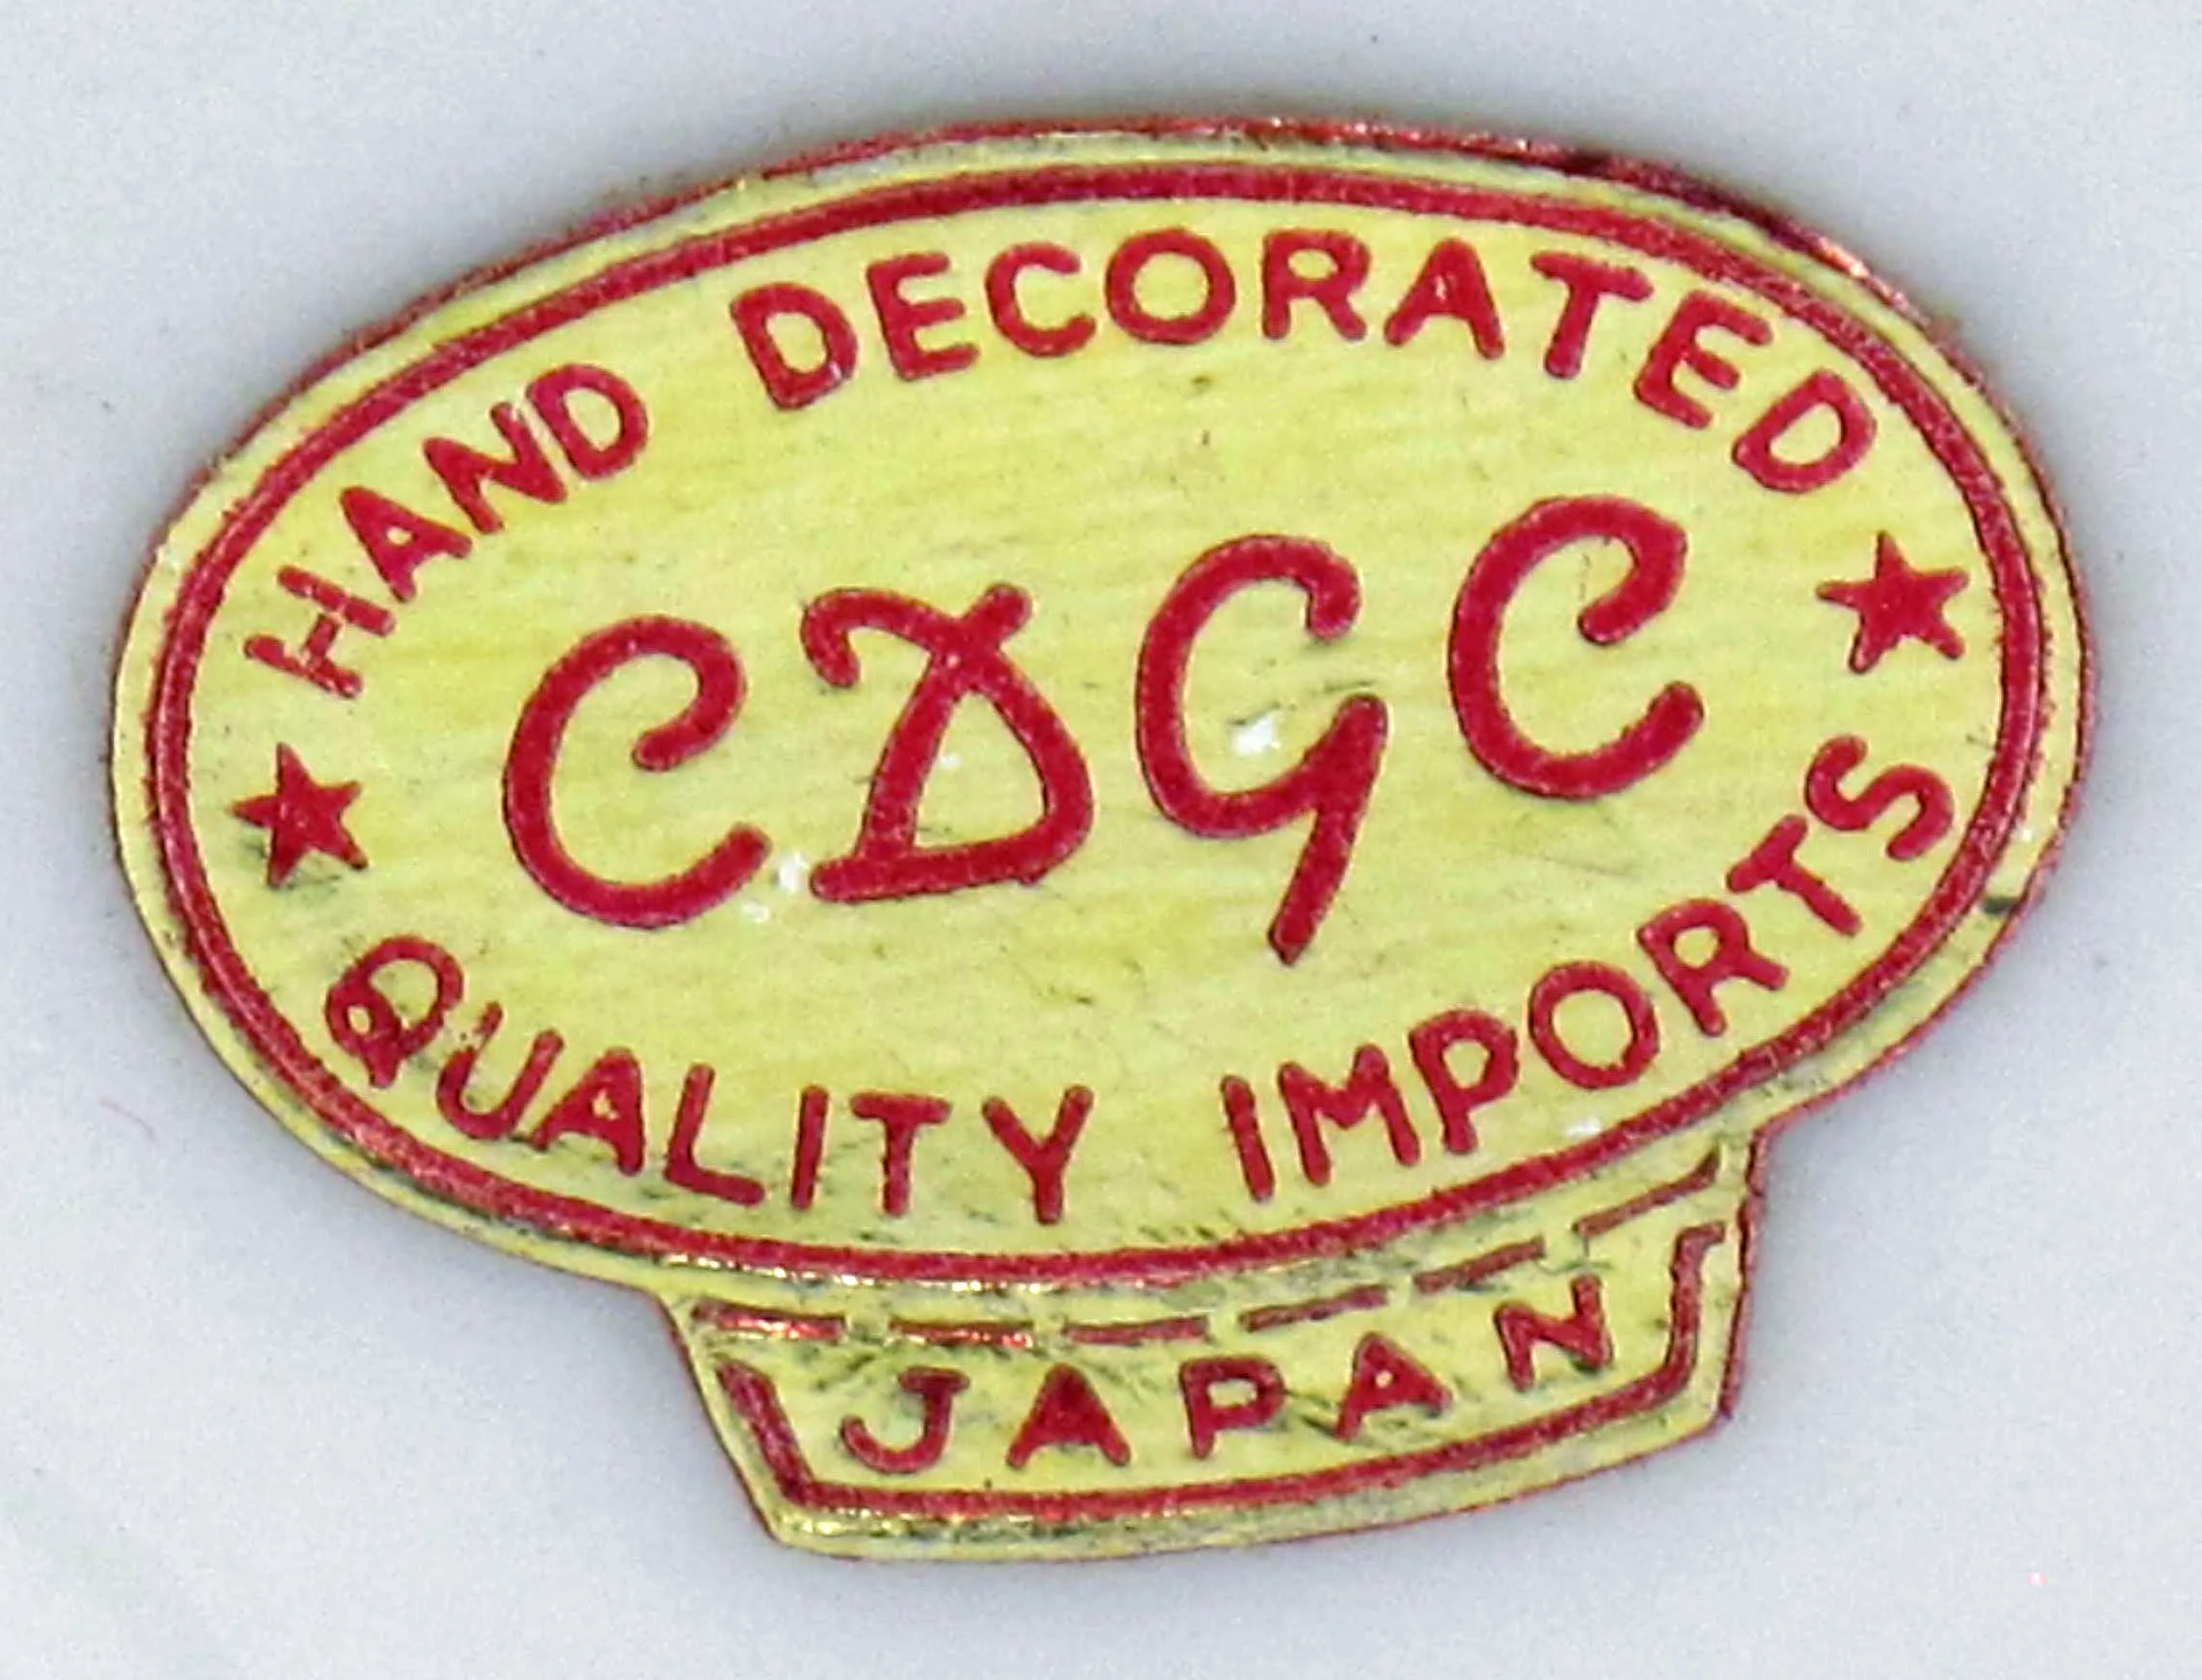 HAND DECORATED
CDGC
QUALITY IMPORTS
JAPAN